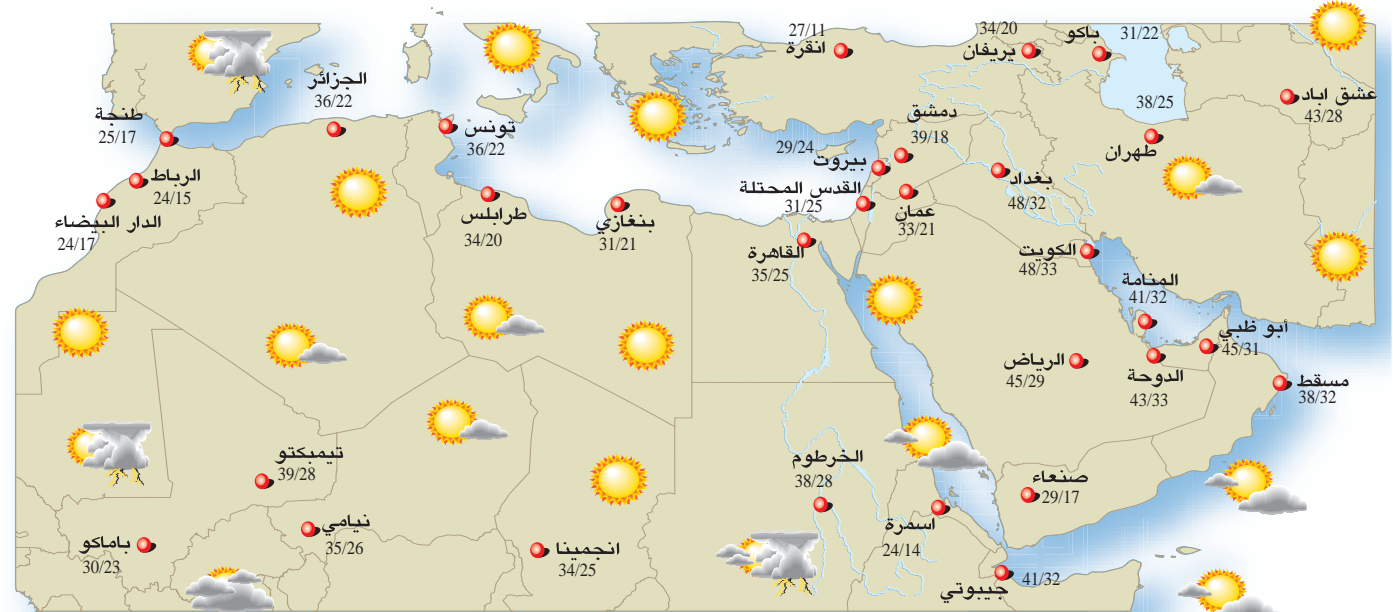 27/11
انقرة
34/20
يريفان
باكو
31/22
عشق اباد
43/28
38/25
طهران
الجزائر
36/22
طنجة
25/17
تونس
36/22
دمشق
39/18
29/24
بيروت
الرباط
24/15
القدس المحتلة
31/25
عمان
33/21
بغداد
48/32
الدار البيضاء
24/17
طرابلس
34/20
بنغازي
31/21
القاهرة
35/25
الكويت
48/33
المنامة
41/32
أبو ظبي
45/31
الرياض
45/29
الدوحة
43/33
مسقط
38/32
تيمبكتو
39/28
الخرطوم
38/28
صنعاء
29/17
نيامي
35/26
اسمرة
24/14
باماكو
30/23
انجمينا
34/25
41/32
جيبوتي